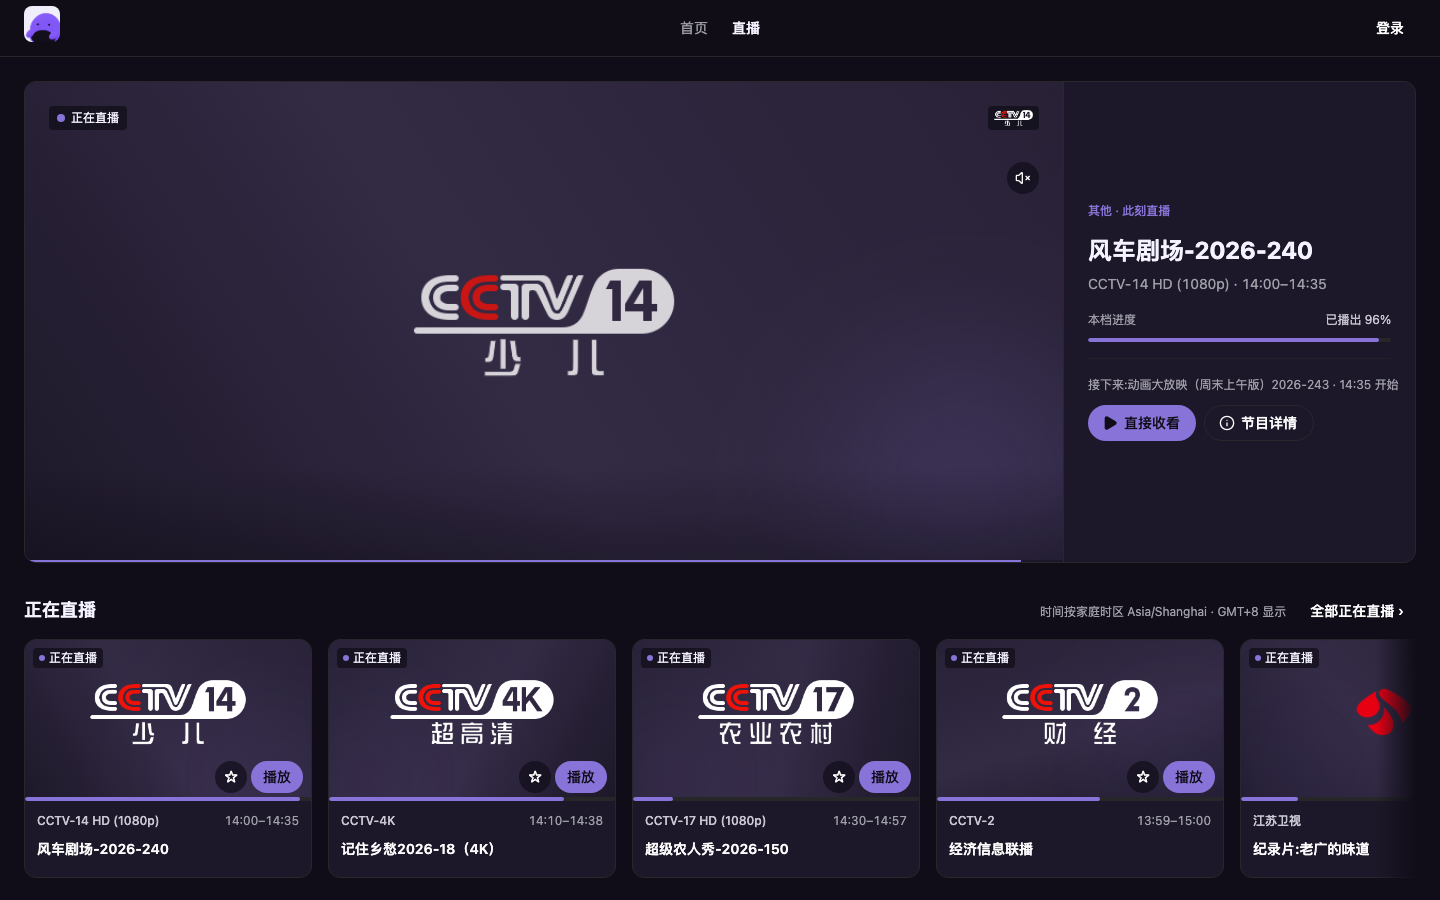 首页
直播
登录
正在直播
CCTV 14
少儿
CCTV 14
少儿
其他 · 此刻直播
风车剧场-2026-240
CCTV-14 HD (1080p) · 14:00–14:35
本档进度
已播出 96%
接下来:动画大放映（周末上午版）2026-243 · 14:35 开始
直接收看
节目详情
正在直播
时间按家庭时区 Asia/Shanghai · GMT+8 显示
全部正在直播 ›
正在直播
CCTV 14
少儿
播放
CCTV-14 HD (1080p)
14:00–14:35
风车剧场-2026-240
正在直播
CCTV 4K
超高清
播放
CCTV-4K
14:10–14:38
记住乡愁2026-18（4K）
正在直播
CCTV 17
农业农村
播放
CCTV-17 HD (1080p)
14:30–14:57
超级农人秀-2026-150
正在直播
CCTV 2
财经
播放
CCTV-2
13:59–15:00
经济信息联播
正在直播
江苏卫视
纪录片:老广的味道